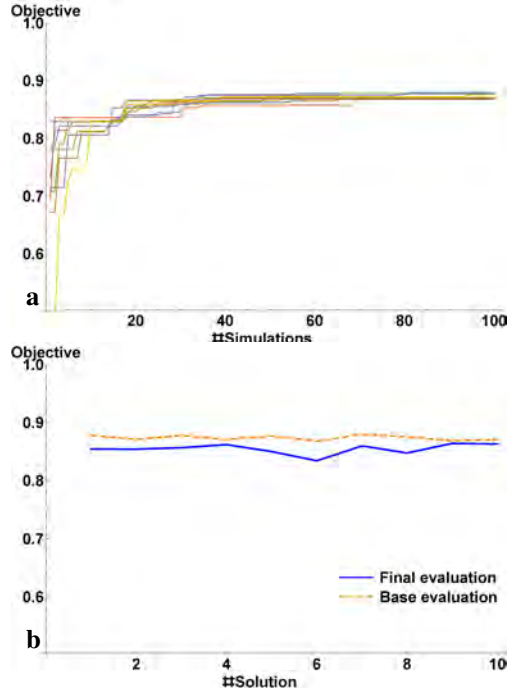 Objective
1.0
0.9
0.8
0.7
0.6
a
20 40 60 80 100
#Simulations
Objective
1.0
0.9
0.8
0.7
0.6
Final evaluation
Base evaluation
b
2 4 6 8 10
#Solution